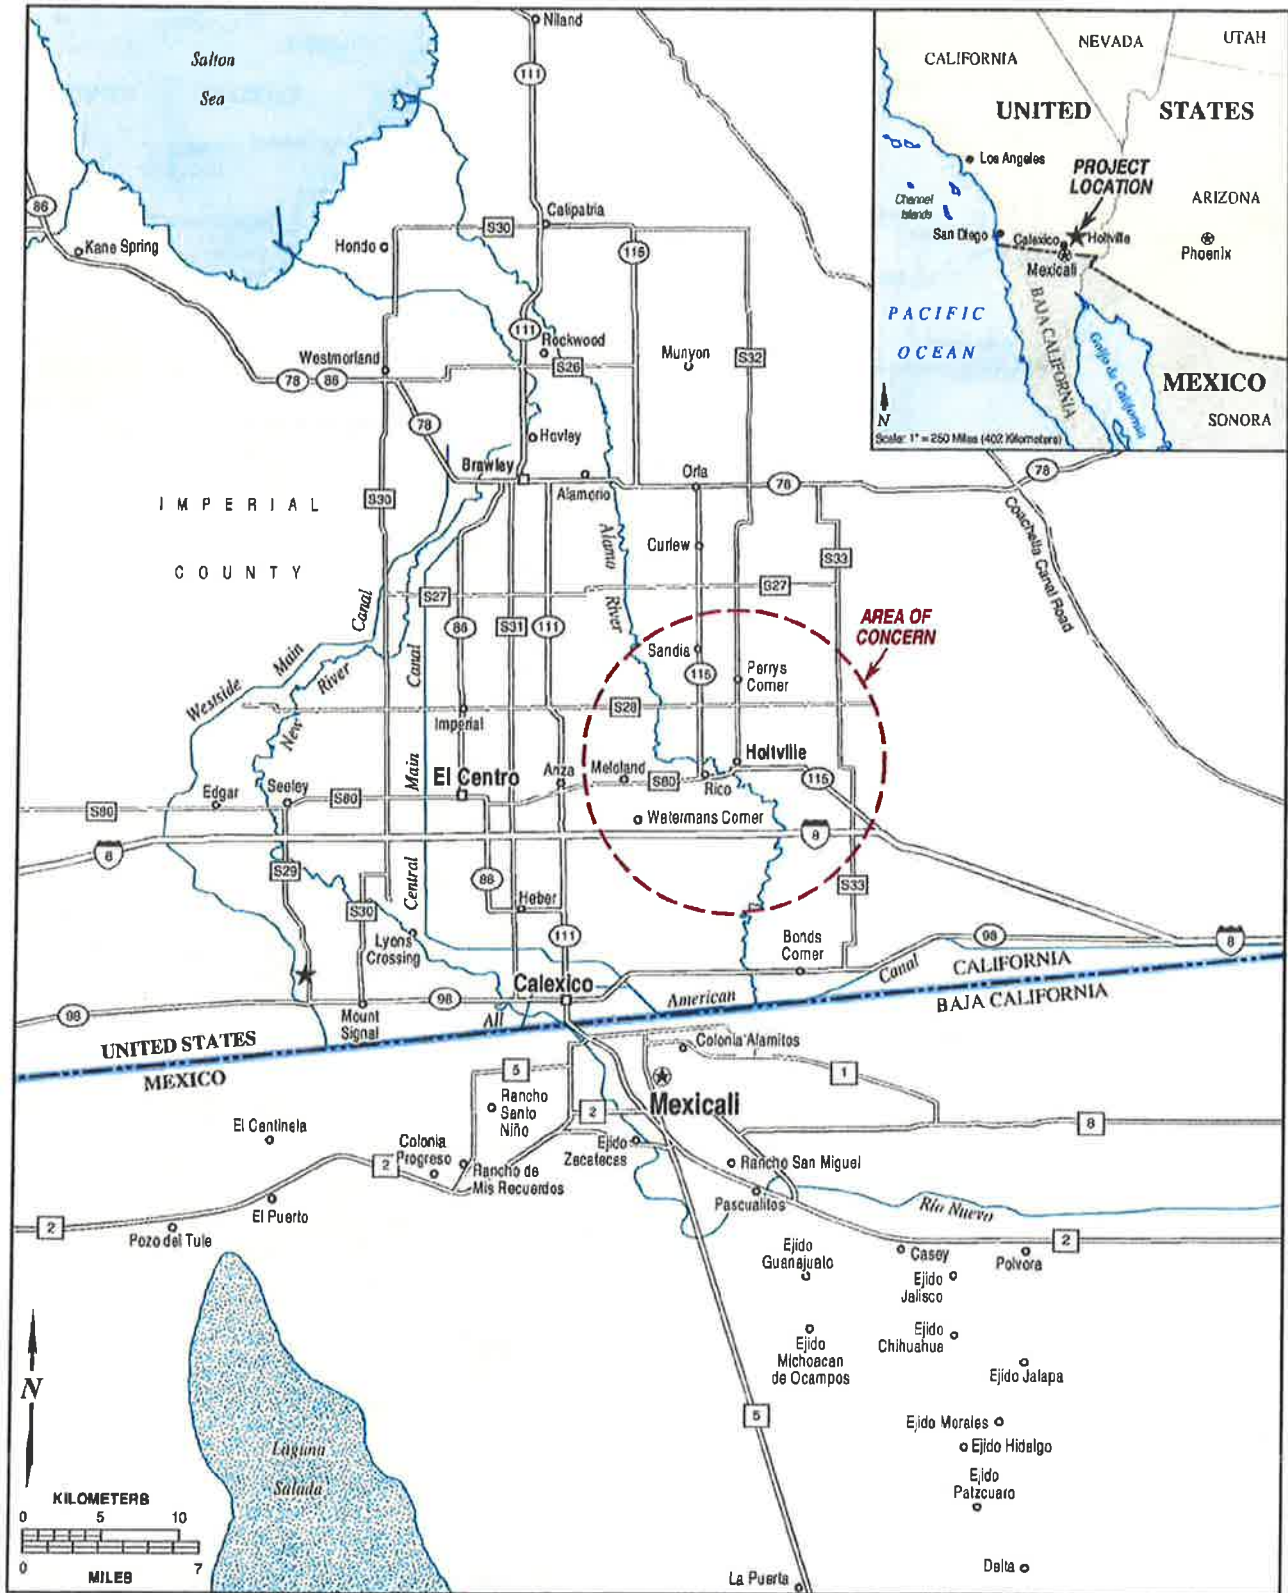 Niland
Salton
Sea
111
86
Kane Spring
Hondo
S30
Calipatria
115
111
Rockwood
Westmorland
S26
Munyon
S32
78
86
78
Hovley
Brawley
Alamorio
Orla
78
78
IMPERIAL
COUNTY
S30
Alamo
River
Curlew
S33
Coachella Canal Road
S27
S27
Canal
Main
Westside
River
New
Canal
Main
Central
86
S31
111
AREA OF
CONCERN
Sandia
115
Perrys
Corner
S28
Imperial
El Centro
Anza
Meloland
S80
Rico
Holtville
115
Edgar
Seeley
S80
S80
Watermans Corner
8
8
S29
86
S33
S30
Heber
Lyons
Crossing
111
Bonds
Corner
98
8
Calexico
Canal
American
All
CALIFORNIA
BAJA CALIFORNIA
98
98
Mount
Signal
UNITED STATES
MEXICO
Colonia Alamitos
5
1
Rancho
Santo
Niño
2
Mexicali
8
El Centinela
Colonia
Progreso
Ejido
Zacatecas
2
Rancho de
Mis Recuerdos
Rancho San Miguel
Pascualitos
Río Nuevo
El Puerto
2
Pozo del Tule
2
Ejido
Guanajuato
Casey
Polvora
Ejido
Jalisco
Ejido
Michoacan
de Ocampos
Ejido
Chihuahua
Ejido Jalapa
5
Ejido Morales
Ejido Hidalgo
Ejido
Patzcuaro
Delta
La Puerta
Laguna
Salada
N
KILOMETERS
0 5 10
0 7
MILES
CALIFORNIA
NEVADA
UTAH
UNITED STATES
Los Angeles
PROJECT
LOCATION
ARIZONA
Channel
Islands
San Diego
Calexico
Holtville
Mexicali
Phoenix
PACIFIC
OCEAN
BAJA CALIFORNIA
Golfo de California
MEXICO
SONORA
N
Scale: 1" = 250 Miles (402 Kilometers)